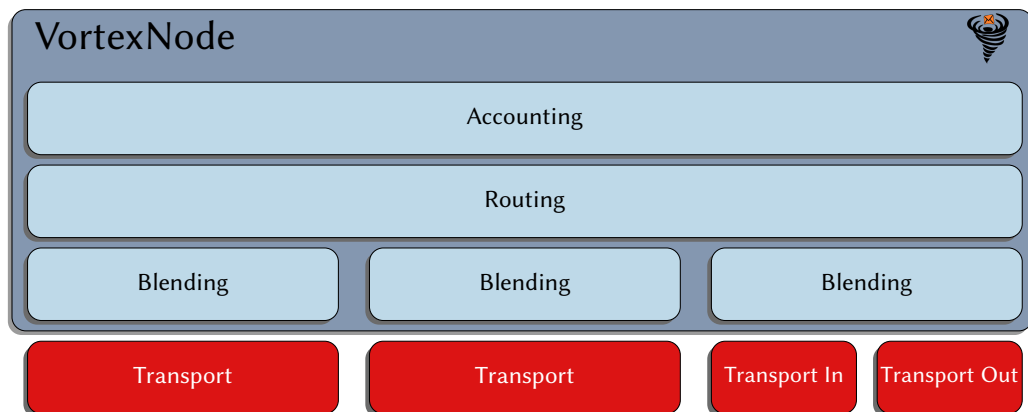 VortexNode
Accounting
Routing
Blending Blending Blending
Transport Transport Transport In Transport Out